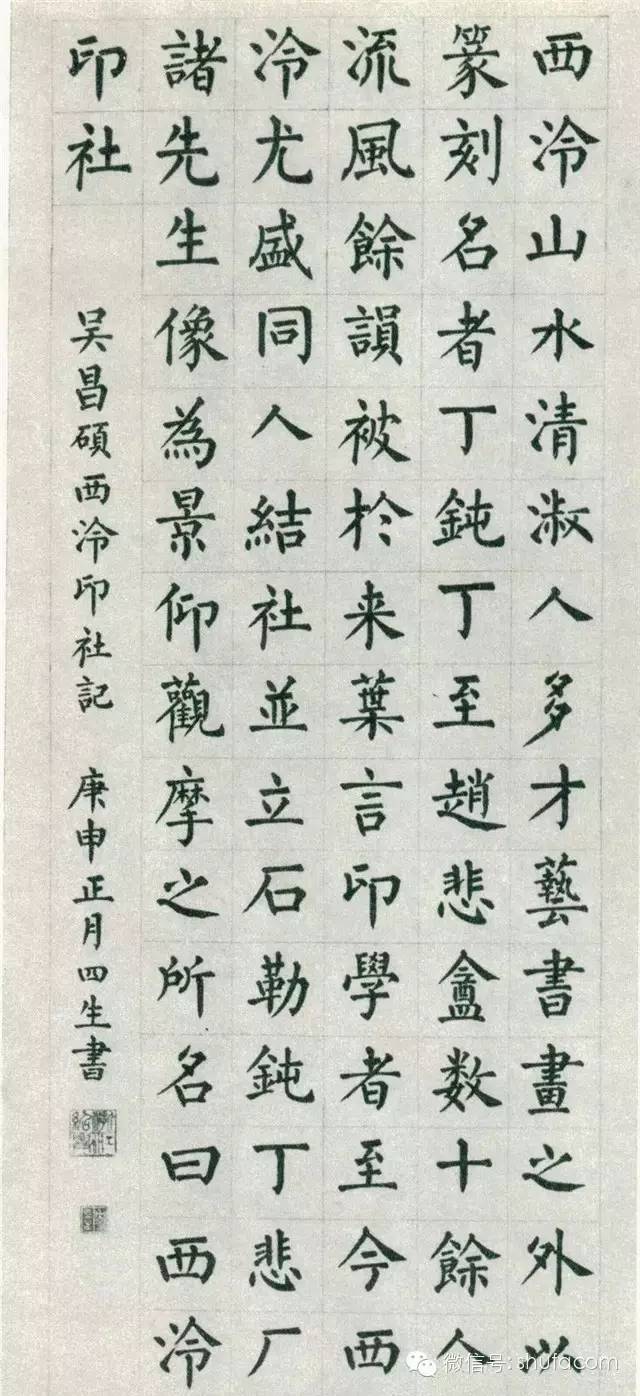 西泠山水清淑人多才藝書畫之外以
篆刻名者丁鈍丁至趙悲盦数十餘人
流風餘韻被於来葉言印學者至今西
泠尤盛同人結社並立石勒鈍丁悲厂
諸先生像為景仰觀摩之所名曰西泠
印社
吴昌碩西泠印社記 庚申正月四生書
微信号: shufacom